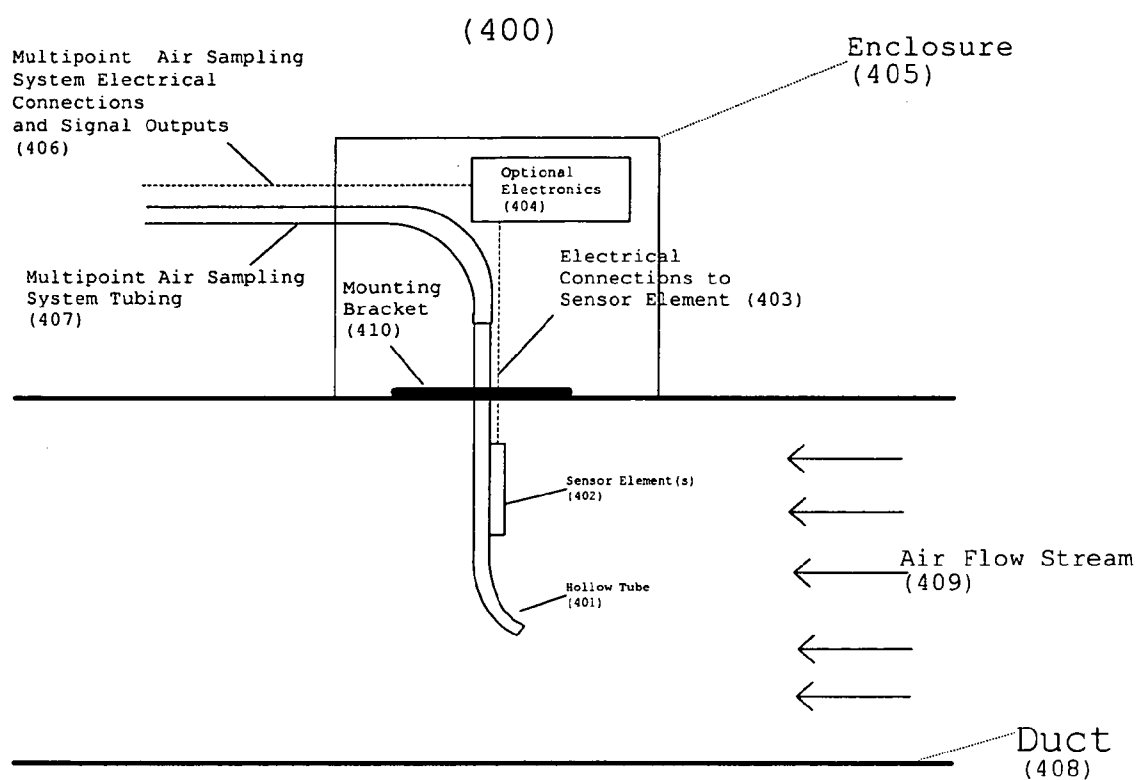 (400)
Multipoint Air Sampling
System Electrical
Connections
and Signal Outputs
(406)
Enclosure
(405)
Optional
Electronics
(404)
Multipoint Air Sampling
System Tubing
(407)
Mounting
Bracket
(410)
Electrical
Connections to
Sensor Element (403)
Sensor Element(s)
(402)
Air Flow Stream
(409)
Hollow Tube
(401)
Duct
(408)